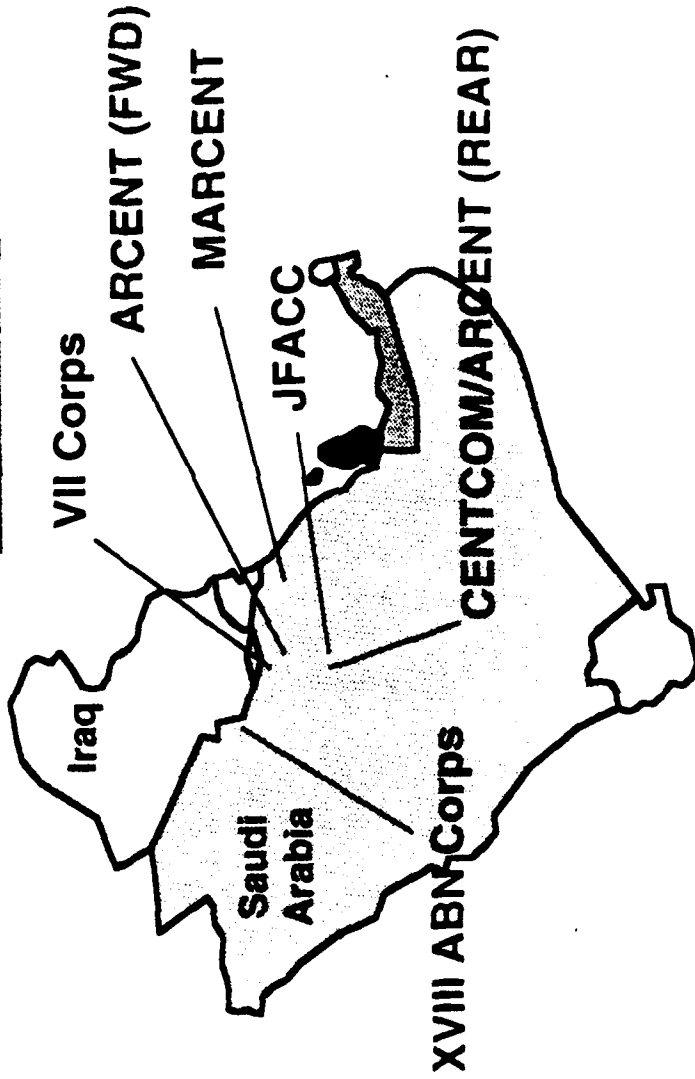 VII Corps
ARCENT (FWD)
MARCENT
JFACC
Iraq
Saudi
Arabia
XVIII ABN Corps
CENTCOM/ARCENT (REAR)